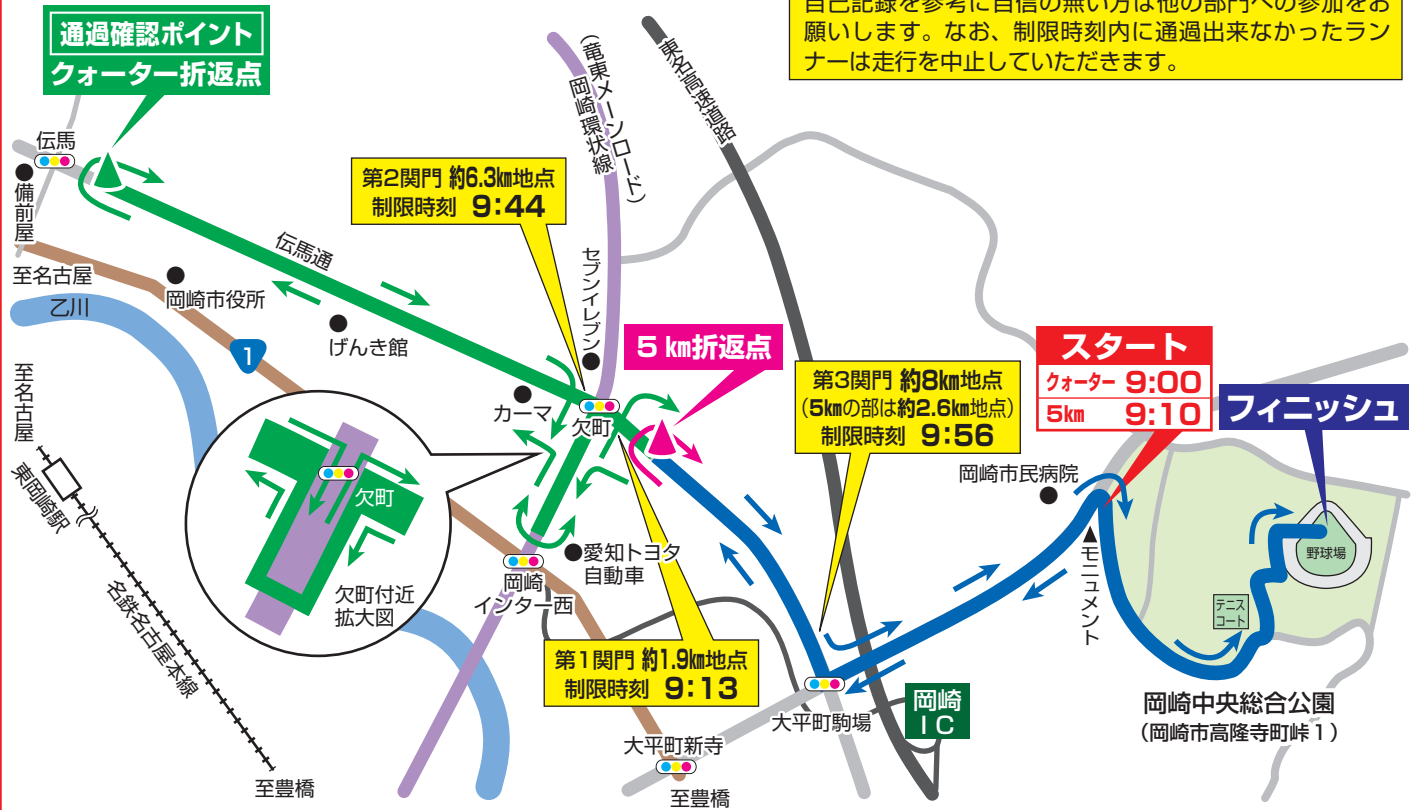 自己記録を参考に自信の無い方は他の部門への参加をお
願いします。なお、制限時刻内に通過出来なかったラン
ナーは走行を中止していただきます。
通過確認ポイント
クォーター折返点
伝馬
備前屋
至名古屋
乙川
岡崎市役所
1
伝馬通
げんき館
第2関門 約6.3km地点
制限時刻 9:44
(竜東メーンロード)
岡崎環状線
東名高速道路
セブンイレブン
カーマ
欠町
5km折返点
第3関門 約8km地点
(5kmの部は約2.6km地点)
制限時刻 9:56
スタート
クォーター 9:00
5km 9:10
フィニッシュ
岡崎市民病院
モニュメント
野球場
テニス
コート
岡崎中央総合公園
(岡崎市高隆寺町峠1)
至名古屋
東岡崎駅
名鉄名古屋本線
至豊橋
欠町
欠町付近
拡大図
愛知トヨタ
自動車
岡崎
インター西
第1関門 約1.9km地点
制限時刻 9:13
大平町駒場
岡崎
IC
大平町新寺
至豊橋